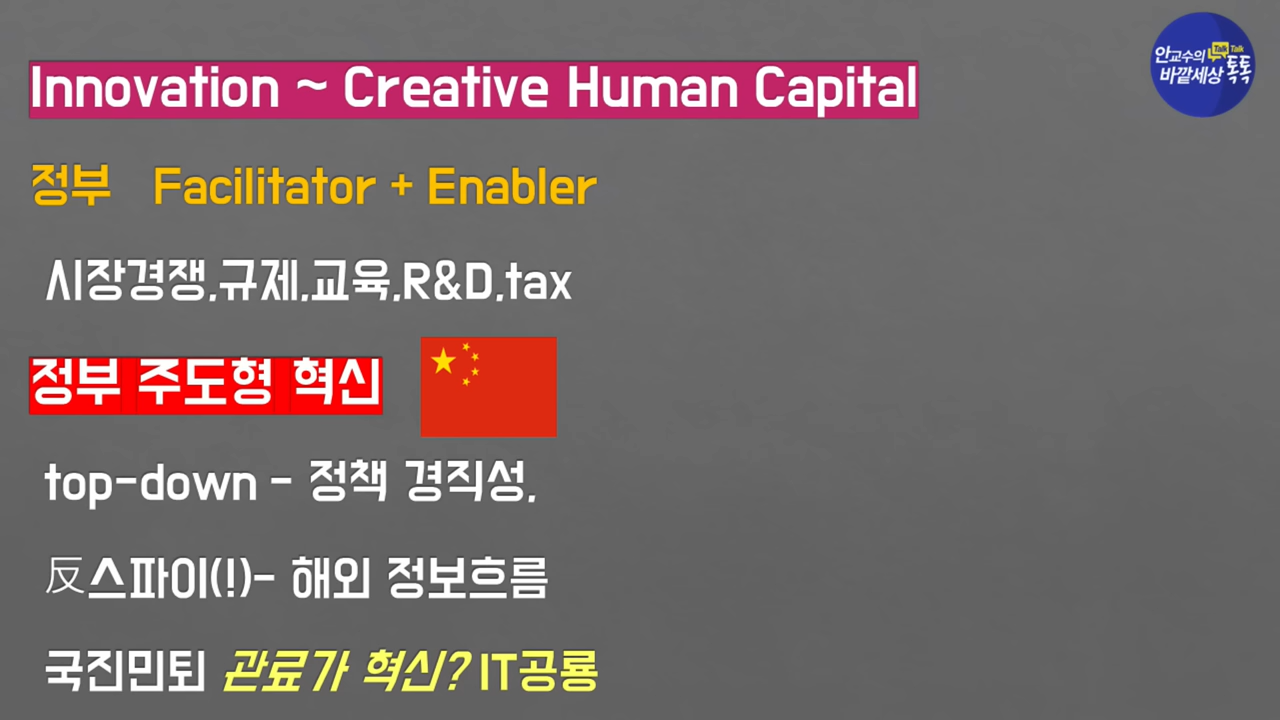 Innovation ~ Creative Human Capital
안교수의 Talk Talk
바깥세상 톡톡
정부 Facilitator + Enabler
시장경쟁,규제,교육,R&D,tax
정부 주도형 혁신
top-down - 정책 경직성,
反스파이(!)- 해외 정보흐름
국진민퇴 관료가 혁신? IT공룡